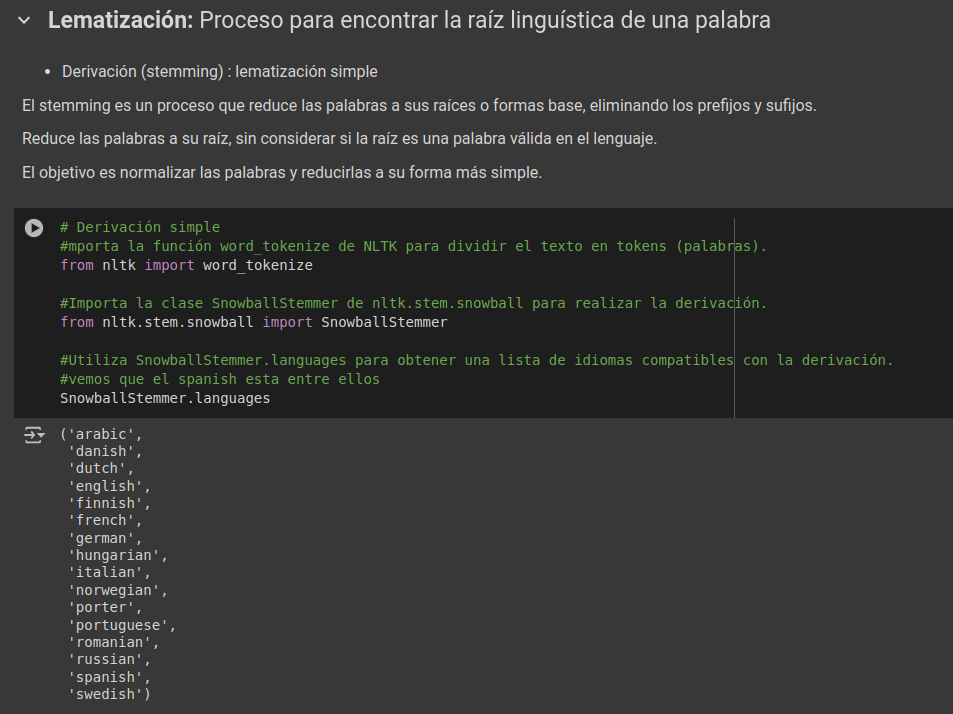 Lematización: Proceso para encontrar la raíz linguística de una palabra
• Derivación (stemming) : lematización simple
El stemming es un proceso que reduce las palabras a sus raíces o formas base, eliminando los prefijos y sufijos.
Reduce las palabras a su raíz, sin considerar si la raíz es una palabra válida en el lenguaje.
El objetivo es normalizar las palabras y reducirlas a su forma más simple.
# Derivación simple
#mporta la función word_tokenize de NLTK para dividir el texto en tokens (palabras).
from nltk import word_tokenize
#Importa la clase SnowballStemmer de nltk.stem.snowball para realizar la derivación.
from nltk.stem.snowball import SnowballStemmer
#Utiliza SnowballStemmer.languages para obtener una lista de idiomas compatibles con la derivación.
#vemos que el spanish esta entre ellos
SnowballStemmer.languages
('arabic',
'danish',
'dutch',
'english',
'finnish',
'french',
'german',
'hungarian',
'italian',
'norwegian',
'porter',
'portuguese',
'romanian',
'russian',
'spanish',
'swedish')